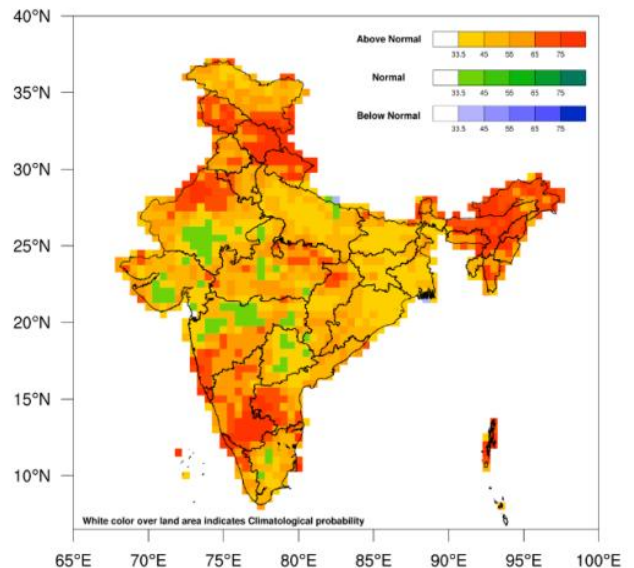 40°N
35°N
30°N
25°N
20°N
15°N
10°N
Above Normal
33.5 45 55 65 75
Normal
33.5 45 55 65 75
Below Normal
33.5 45 55 65 75
White color over land area indicates Climatological probability
65°E 70°E 75°E 80°E 85°E 90°E 95°E 100°E